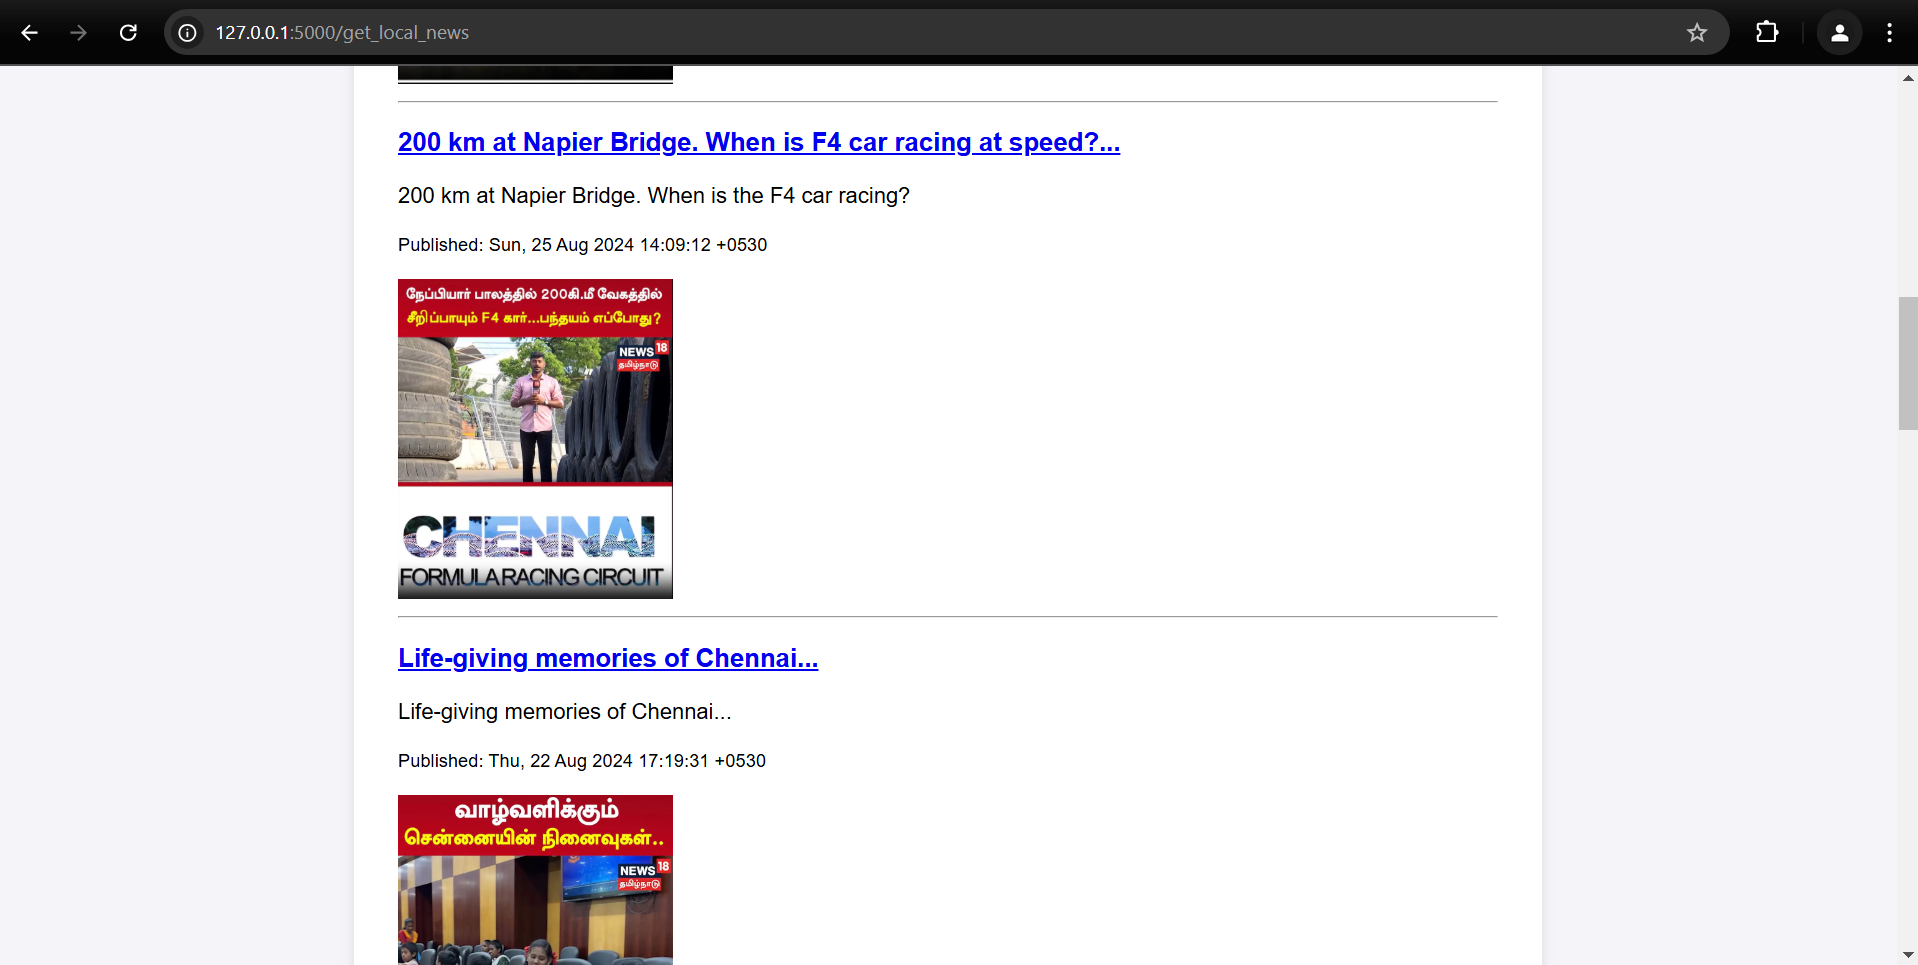 127.0.0.1:5000/get_local_news
200 km at Napier Bridge. When is F4 car racing at speed?...
200 km at Napier Bridge. When is the F4 car racing?
Published: Sun, 25 Aug 2024 14:09:12 +0530
நேப்பியார் பாலத்தில் 200கி.மீ வேகத்தில்
சீறிப்பாயும் F4 கார்...பந்தயம் எப்போது?
NEWS 18
தமிழ்நாடு
CHENNAI
FORMULA RACING CIRCUIT
Life-giving memories of Chennai...
Life-giving memories of Chennai...
Published: Thu, 22 Aug 2024 17:19:31 +0530
வாழ்வளிக்கும்
சென்னையின் நினைவுகள்..
NEWS 18
தமிழ்நாடு